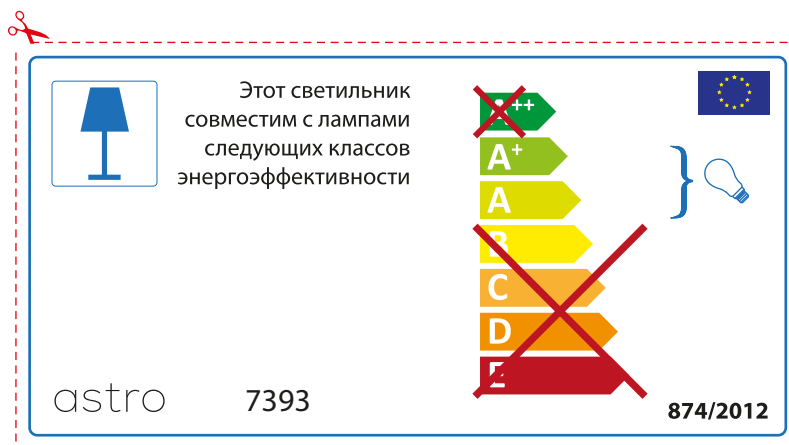 Этот светильник
совместим с лампами
следующих классов
энергоэффективности
A++
A+
A
B
C
D
E
astro
7393
874/2012